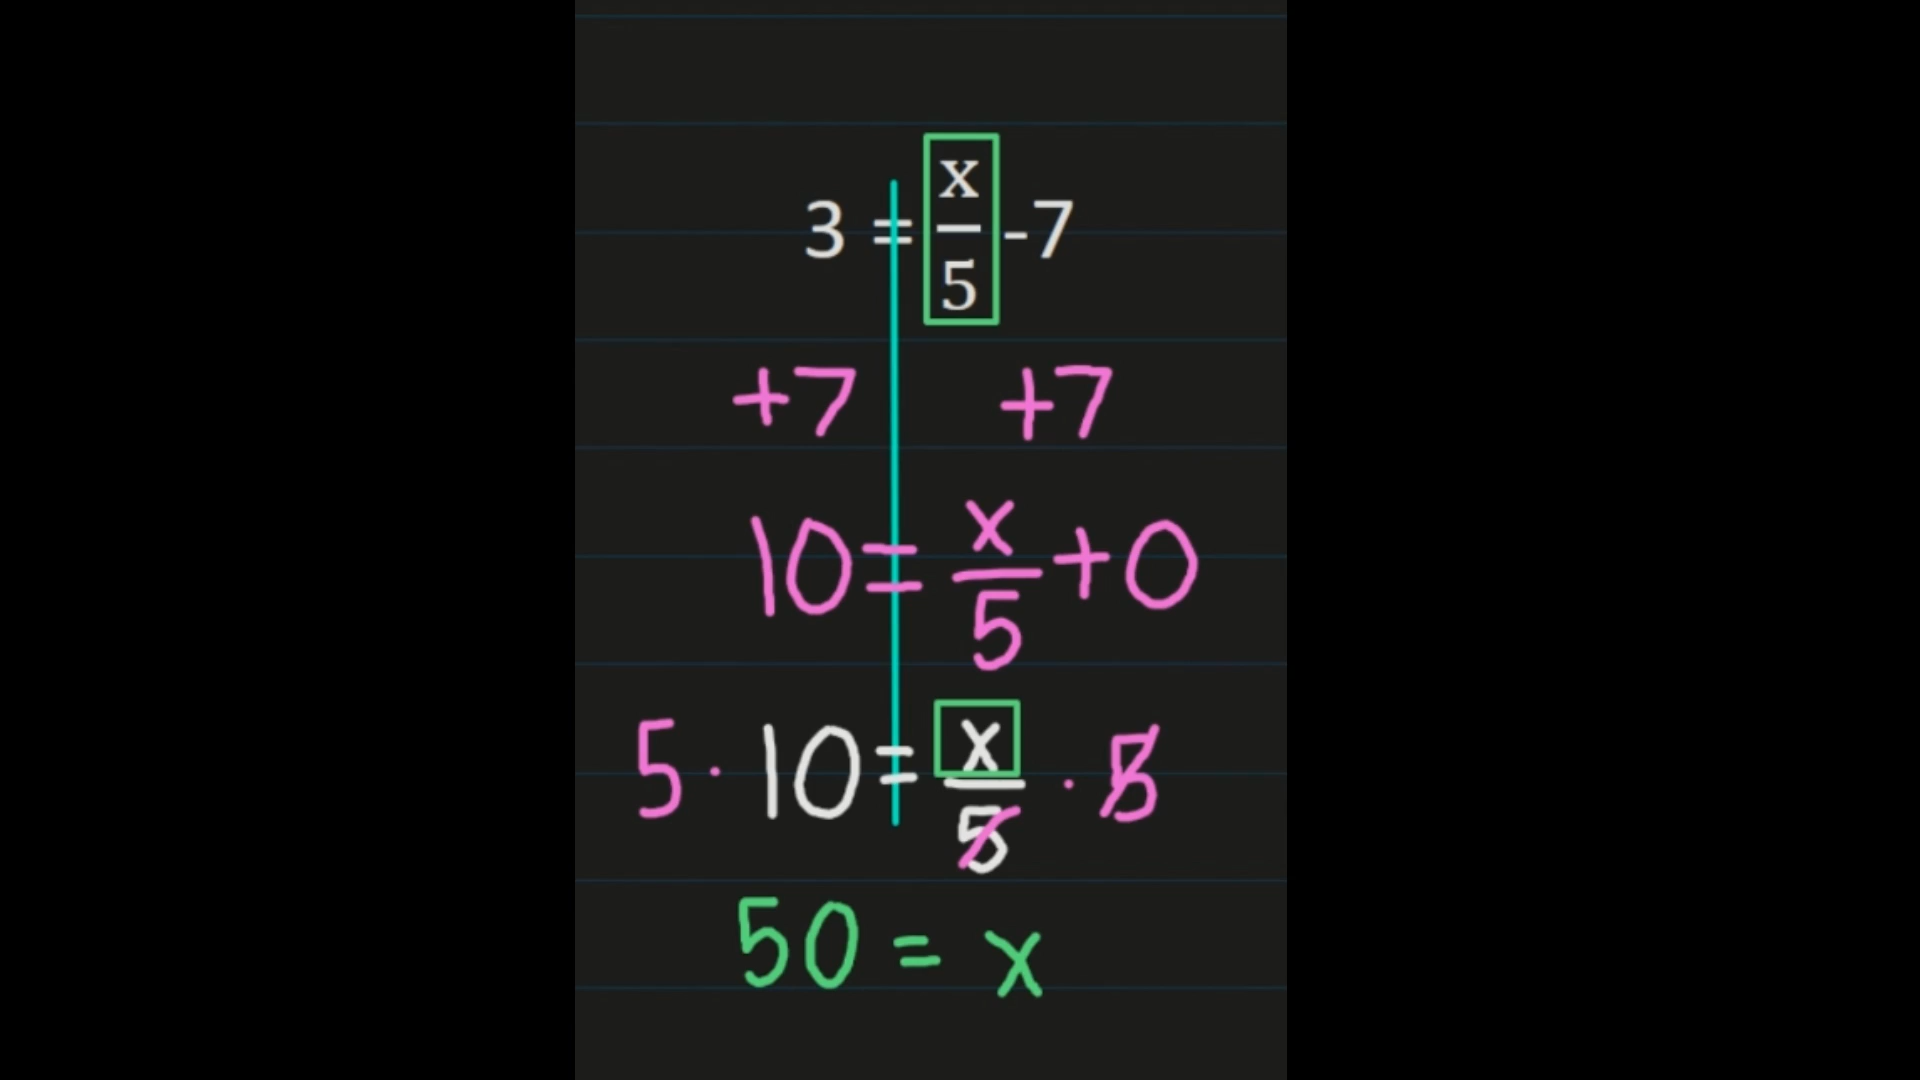 3 = x/5 -7
+7 +7
10 = x/5 + 0
5 · 10 = x/5 · 5
50 = x